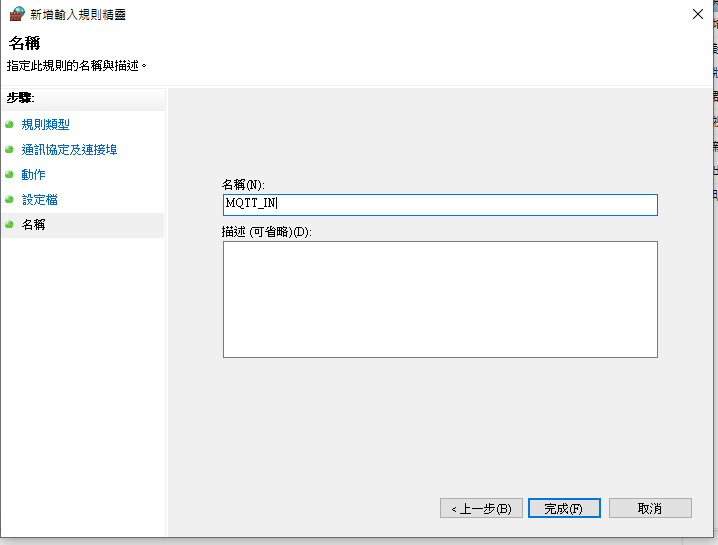 新增輸入規則精靈
名稱
指定此規則的名稱與描述。
步驟:
規則類型
通訊協定及連接埠
動作
設定檔
名稱
名稱(N):
MQTT_IN
描述 (可省略)(D):
< 上一步(B)
完成(F)
取消